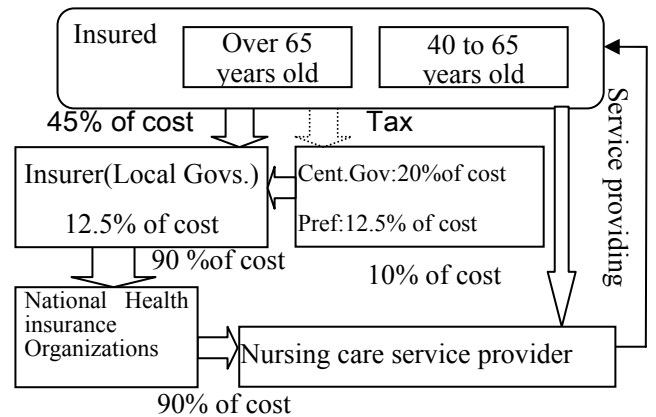 Insured
Over 65
years old
40 to 65
years old
45% of cost
Tax
Service providing
Insurer(Local Govs.)
12.5% of cost
Cent.Gov:20%of cost
Pref:12.5% of cost
90 %of cost
10% of cost
National Health
insurance
Organizations
Nursing care service provider
90% of cost